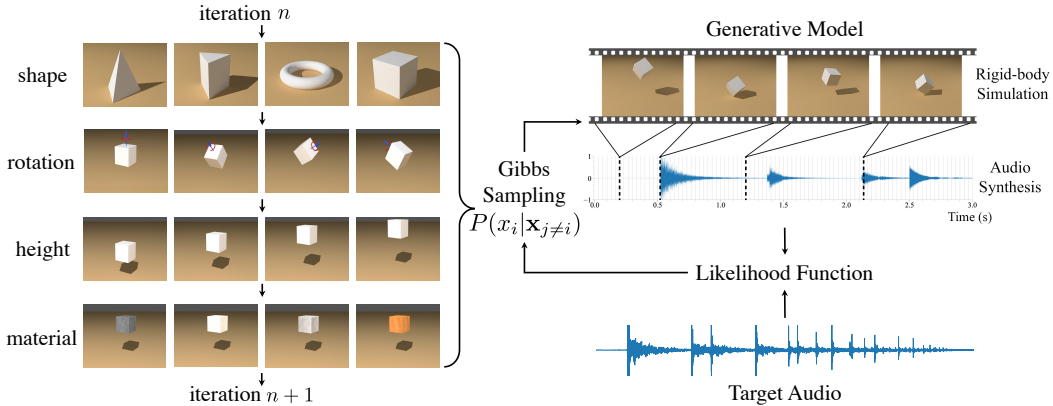 iteration n
shape
rotation
height
material
iteration n + 1
Gibbs
Sampling
P(x_i|x_{j≠i})
Generative Model
Rigid-body
Simulation
1
0
−1
0.0 0.5 1.0 1.5 2.0 2.5 3.0
Time (s)
Audio
Synthesis
Likelihood Function
Target Audio